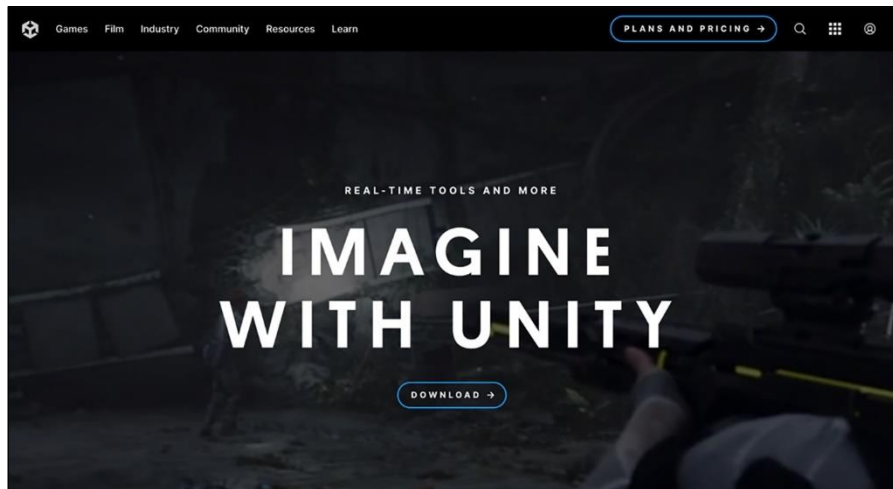 Games Film Industry Community Resources Learn PLANS AND PRICING →
REAL-TIME TOOLS AND MORE
IMAGINE
WITH UNITY
DOWNLOAD →